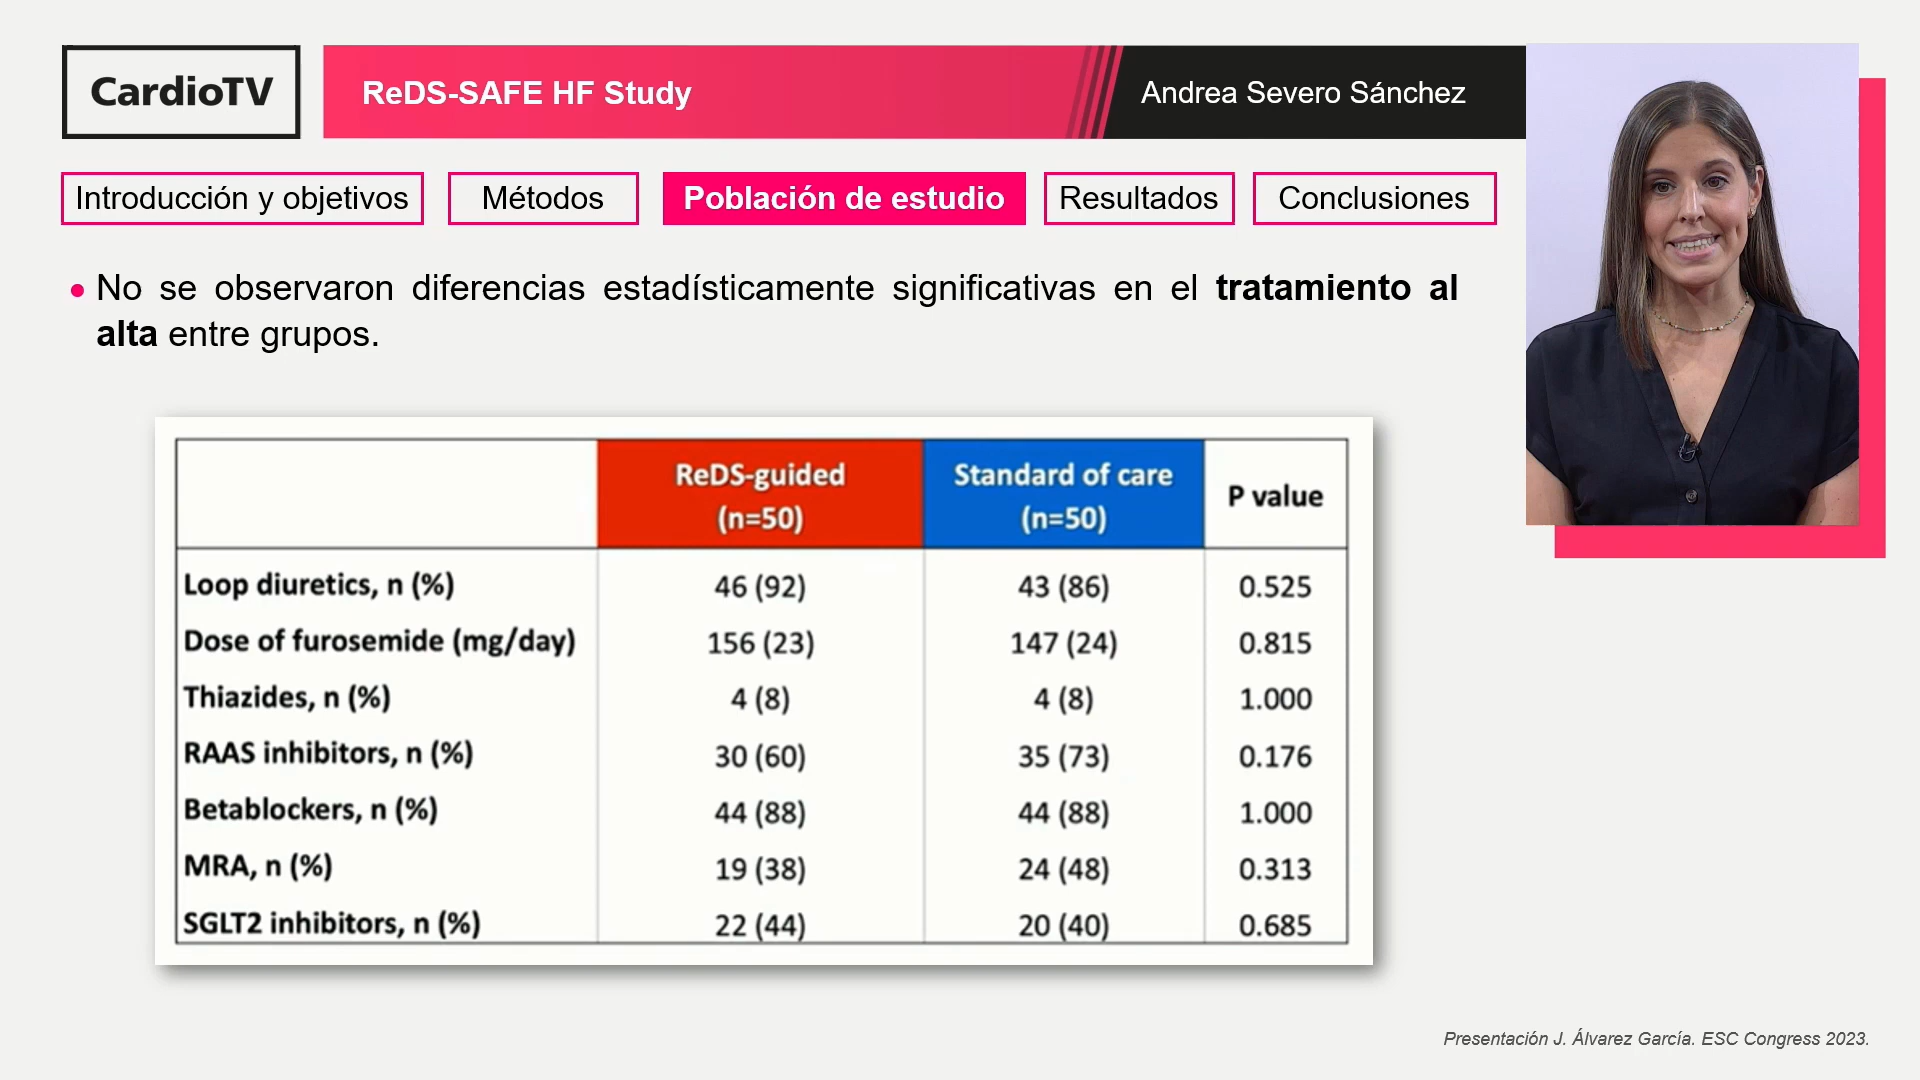 CardioTV
ReDS-SAFE HF Study
Andrea Severo Sánchez
Introducción y objetivos
Métodos
Población de estudio
Resultados
Conclusiones
• No se observaron diferencias estadísticamente significativas en el tratamiento al
alta entre grupos.
ReDS-guided (n=50) Standard of care (n=50) P value
Loop diuretics, n (%) 46 (92) 43 (86) 0.525
Dose of furosemide (mg/day) 156 (23) 147 (24) 0.815
Thiazides, n (%) 4 (8) 4 (8) 1.000
RAAS inhibitors, n (%) 30 (60) 35 (73) 0.176
Betablockers, n (%) 44 (88) 44 (88) 1.000
MRA, n (%) 19 (38) 24 (48) 0.313
SGLT2 inhibitors, n (%) 22 (44) 20 (40) 0.685
Presentación J. Álvarez García. ESC Congress 2023.